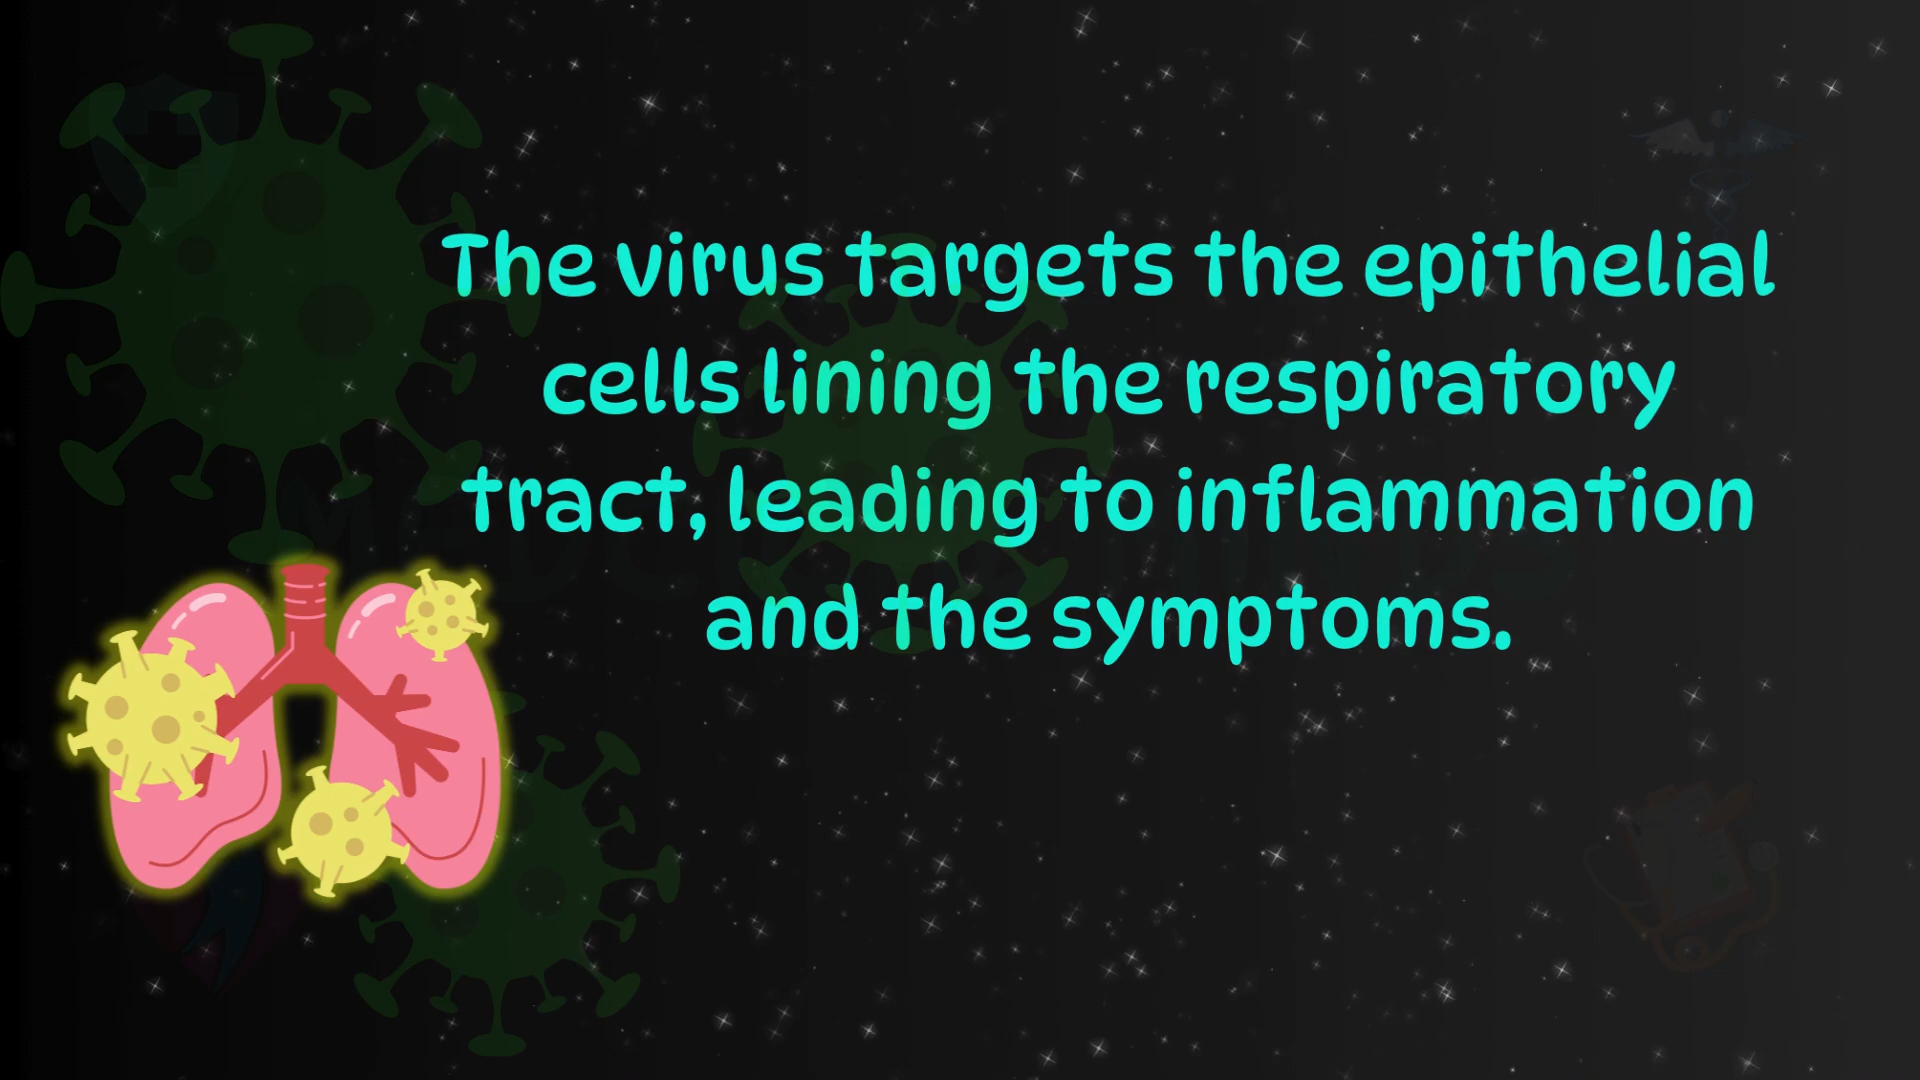 The virus targets the epithelial
cells lining the respiratory
tract, leading to inflammation
and the symptoms.